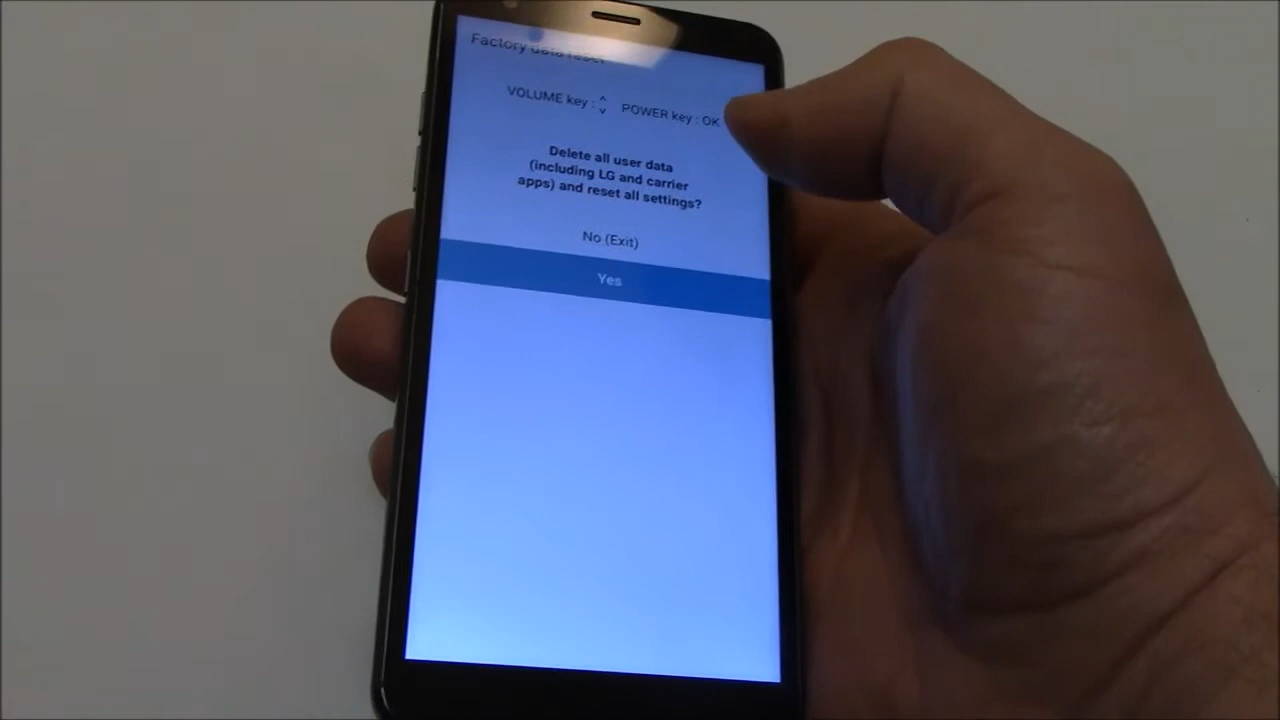 Factory data reset
VOLUME key : POWER key : OK
Delete all user data
(including LG and carrier
apps) and reset all settings?
No (Exit)
Yes